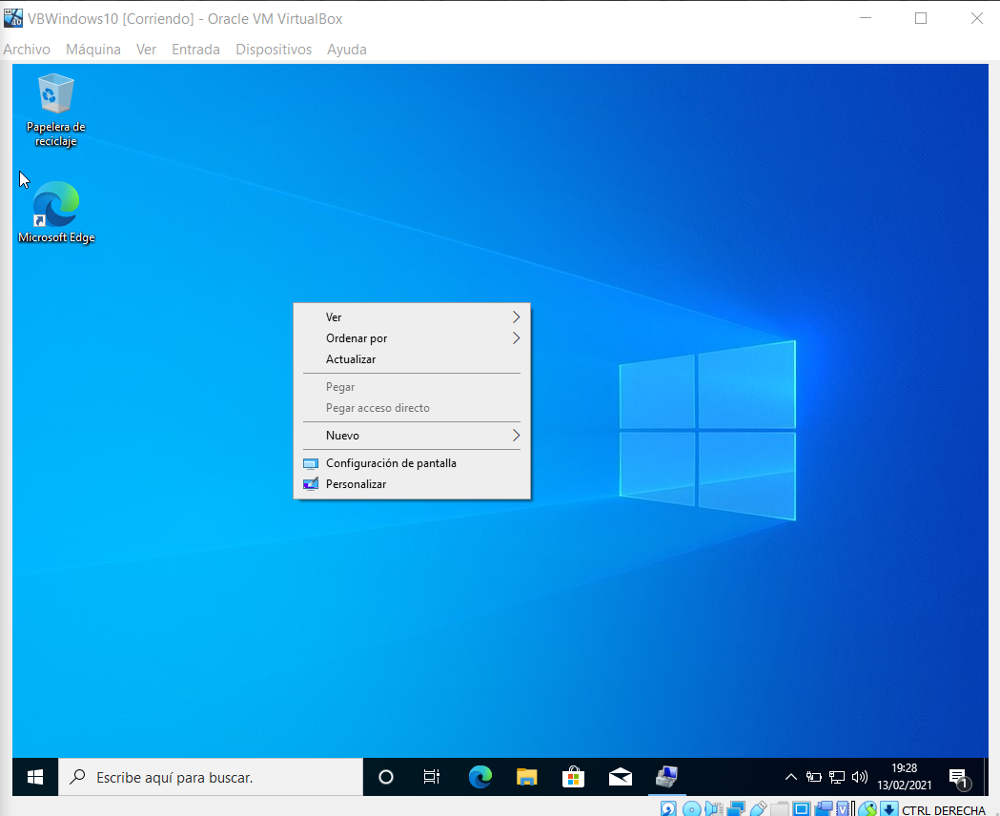 VBWindows10 [Corriendo] - Oracle VM VirtualBox
Archivo Máquina Ver Entrada Dispositivos Ayuda
Papelera de
reciclaje
Microsoft Edge
Ver
Ordenar por
Actualizar
Pegar
Pegar acceso directo
Nuevo
Configuración de pantalla
Personalizar
Escribe aquí para buscar.
19:28
13/02/2021
1
CTRL DERECHA